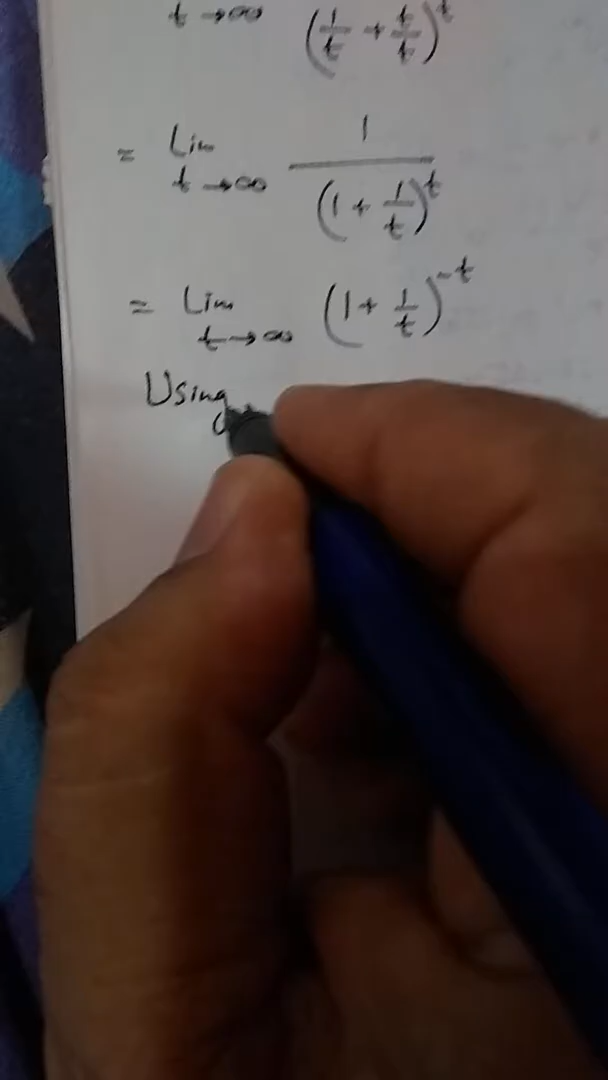 t → ∞ (1/t + t/t)^t
= Lim t → ∞ 1/(1 + 1/t)^t
= Lim t → ∞ (1 + 1/t)^-t
Using